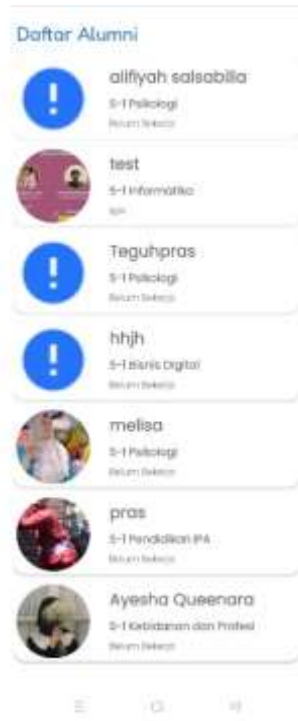 Daftar Alumni
alifiyah salsabilla
S-1 Psikologi
Belum Bekerja
test
S-1 Informatika
Teguhpras
S-1 Psikologi
Belum Bekerja
hhjh
S-1 Bisnis Digital
Belum Bekerja
melisa
S-1 Psikologi
Belum Bekerja
pras
S-1 Pendidikan IPA
Belum Bekerja
Ayesha Queenara
S-1 Kebidanan dan Profesi
Belum Bekerja